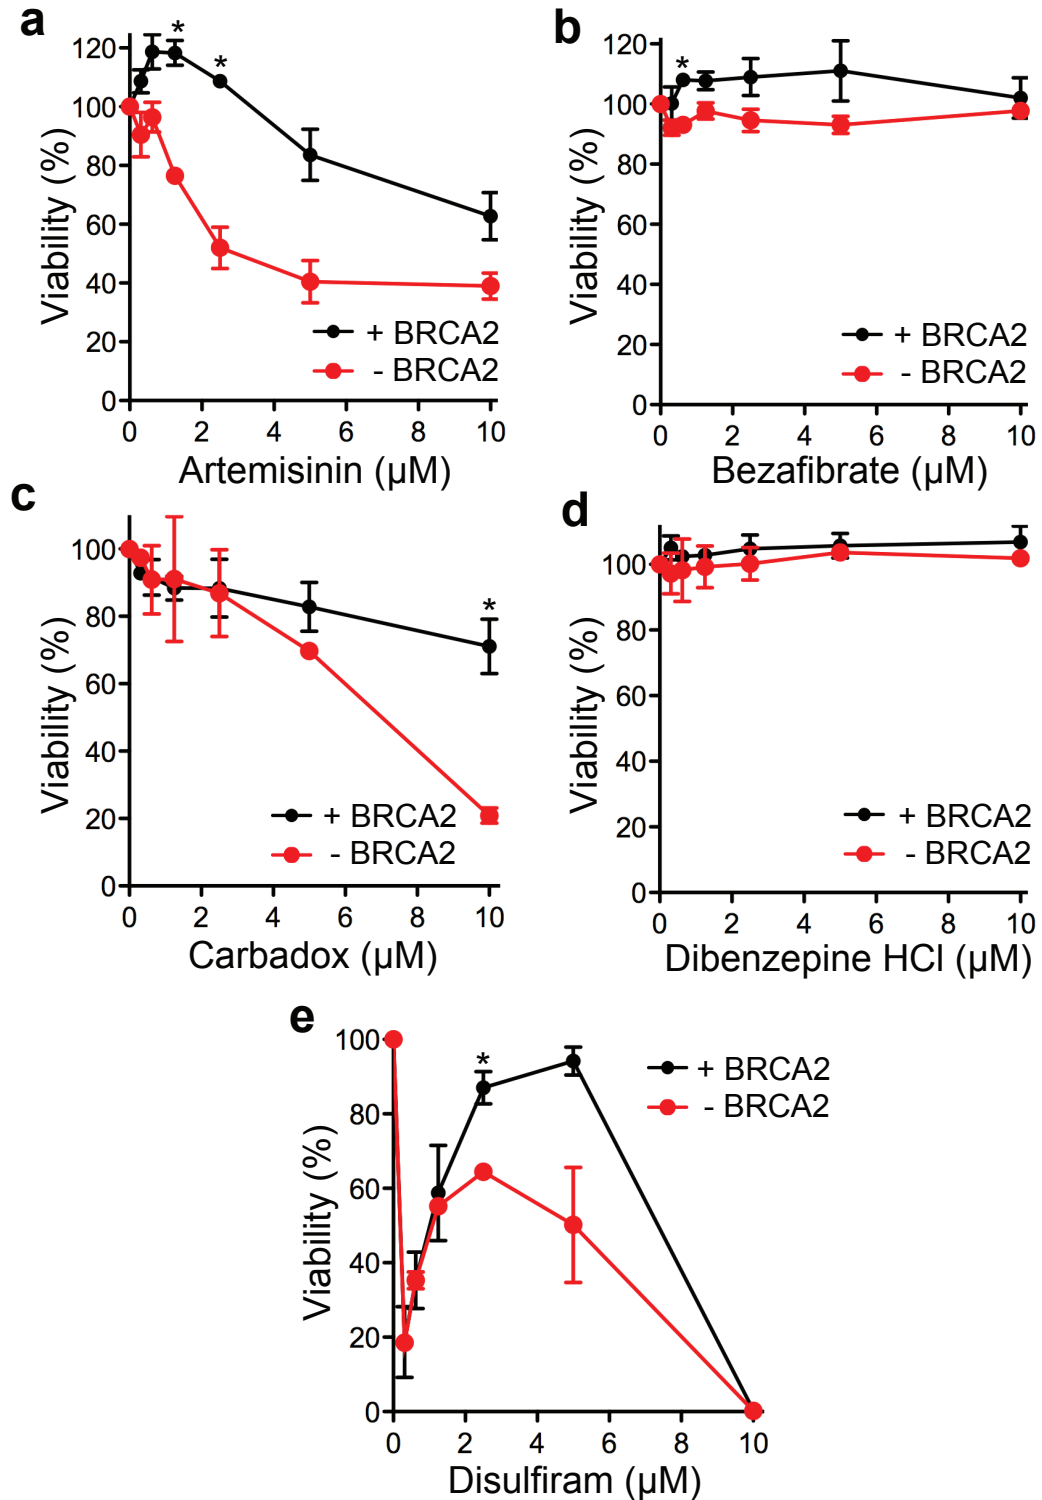 a
*
*
120
100
80
60
40
20
0
Viability (%)
+ BRCA2
- BRCA2
0 2 4 6 8 10
Artemisinin (µM)
b
*
120
100
80
60
40
20
0
Viability (%)
+ BRCA2
- BRCA2
0 2 4 6 8 10
Bezafibrate (µM)
c
*
100
80
60
40
20
0
Viability (%)
+ BRCA2
- BRCA2
0 2 4 6 8 10
Carbadox (µM)
d
100
80
60
40
20
0
Viability (%)
+ BRCA2
- BRCA2
0 2 4 6 8 10
Dibenzepine HCl (µM)
e
*
100
80
60
40
20
0
Viability (%)
+ BRCA2
- BRCA2
0 2 4 6 8 10
Disulfiram (µM)